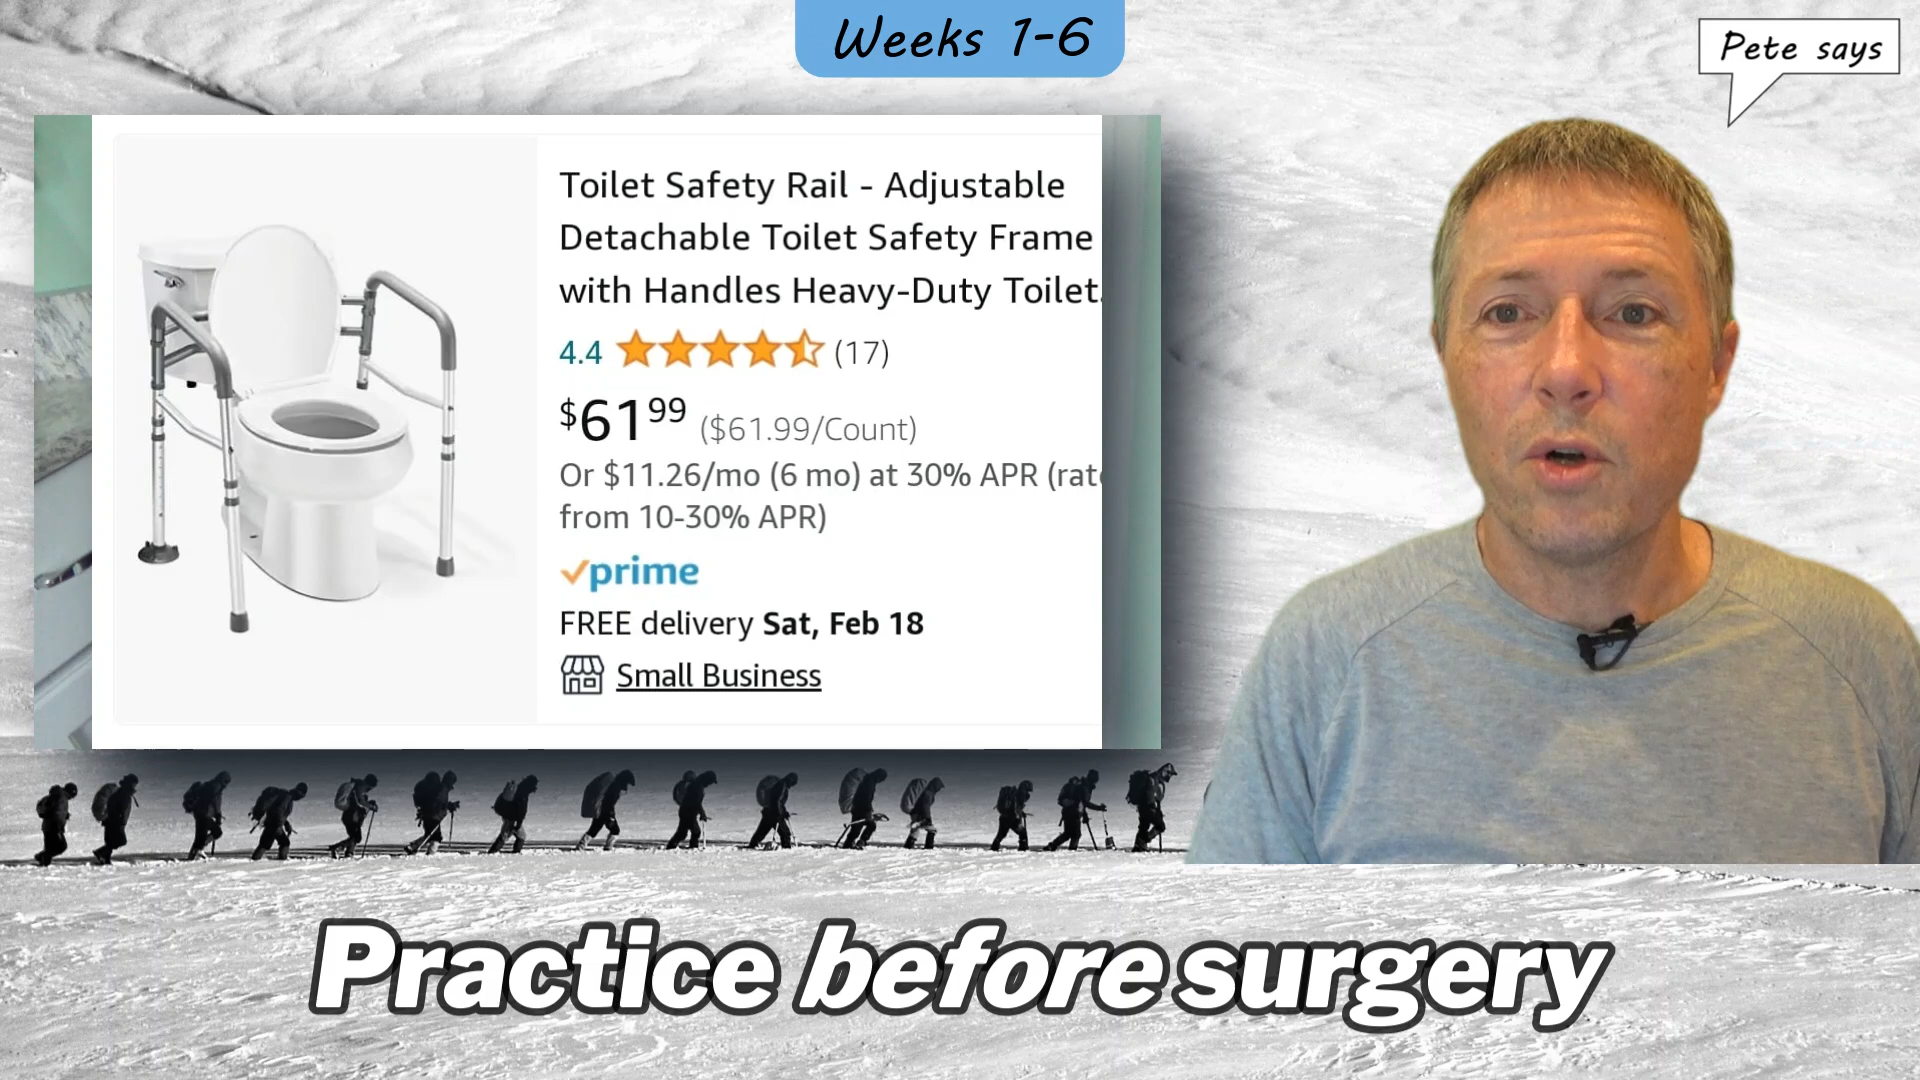 Weeks 1-6
Pete says
Toilet Safety Rail - Adjustable
Detachable Toilet Safety Frame
with Handles Heavy-Duty Toilet.
4.4 (17)
$61 99 ($61.99/Count)
Or $11.26/mo (6 mo) at 30% APR (rat
from 10-30% APR)
prime
FREE delivery Sat, Feb 18
Small Business
Practice before surgery